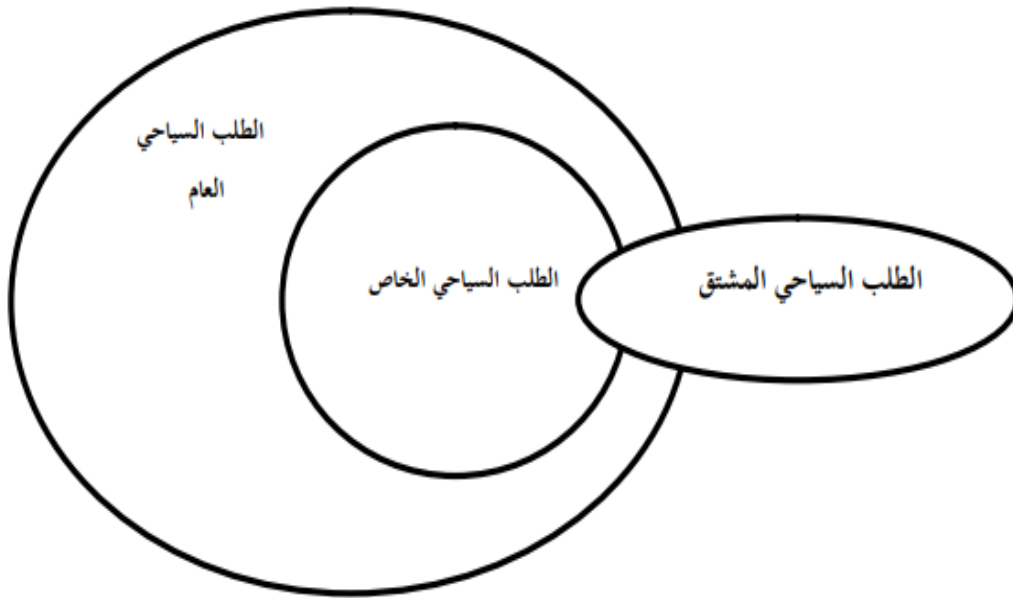 الطلب السياحي
العام
الطلب السياحي المشتق
الطلب السياحي الخاص